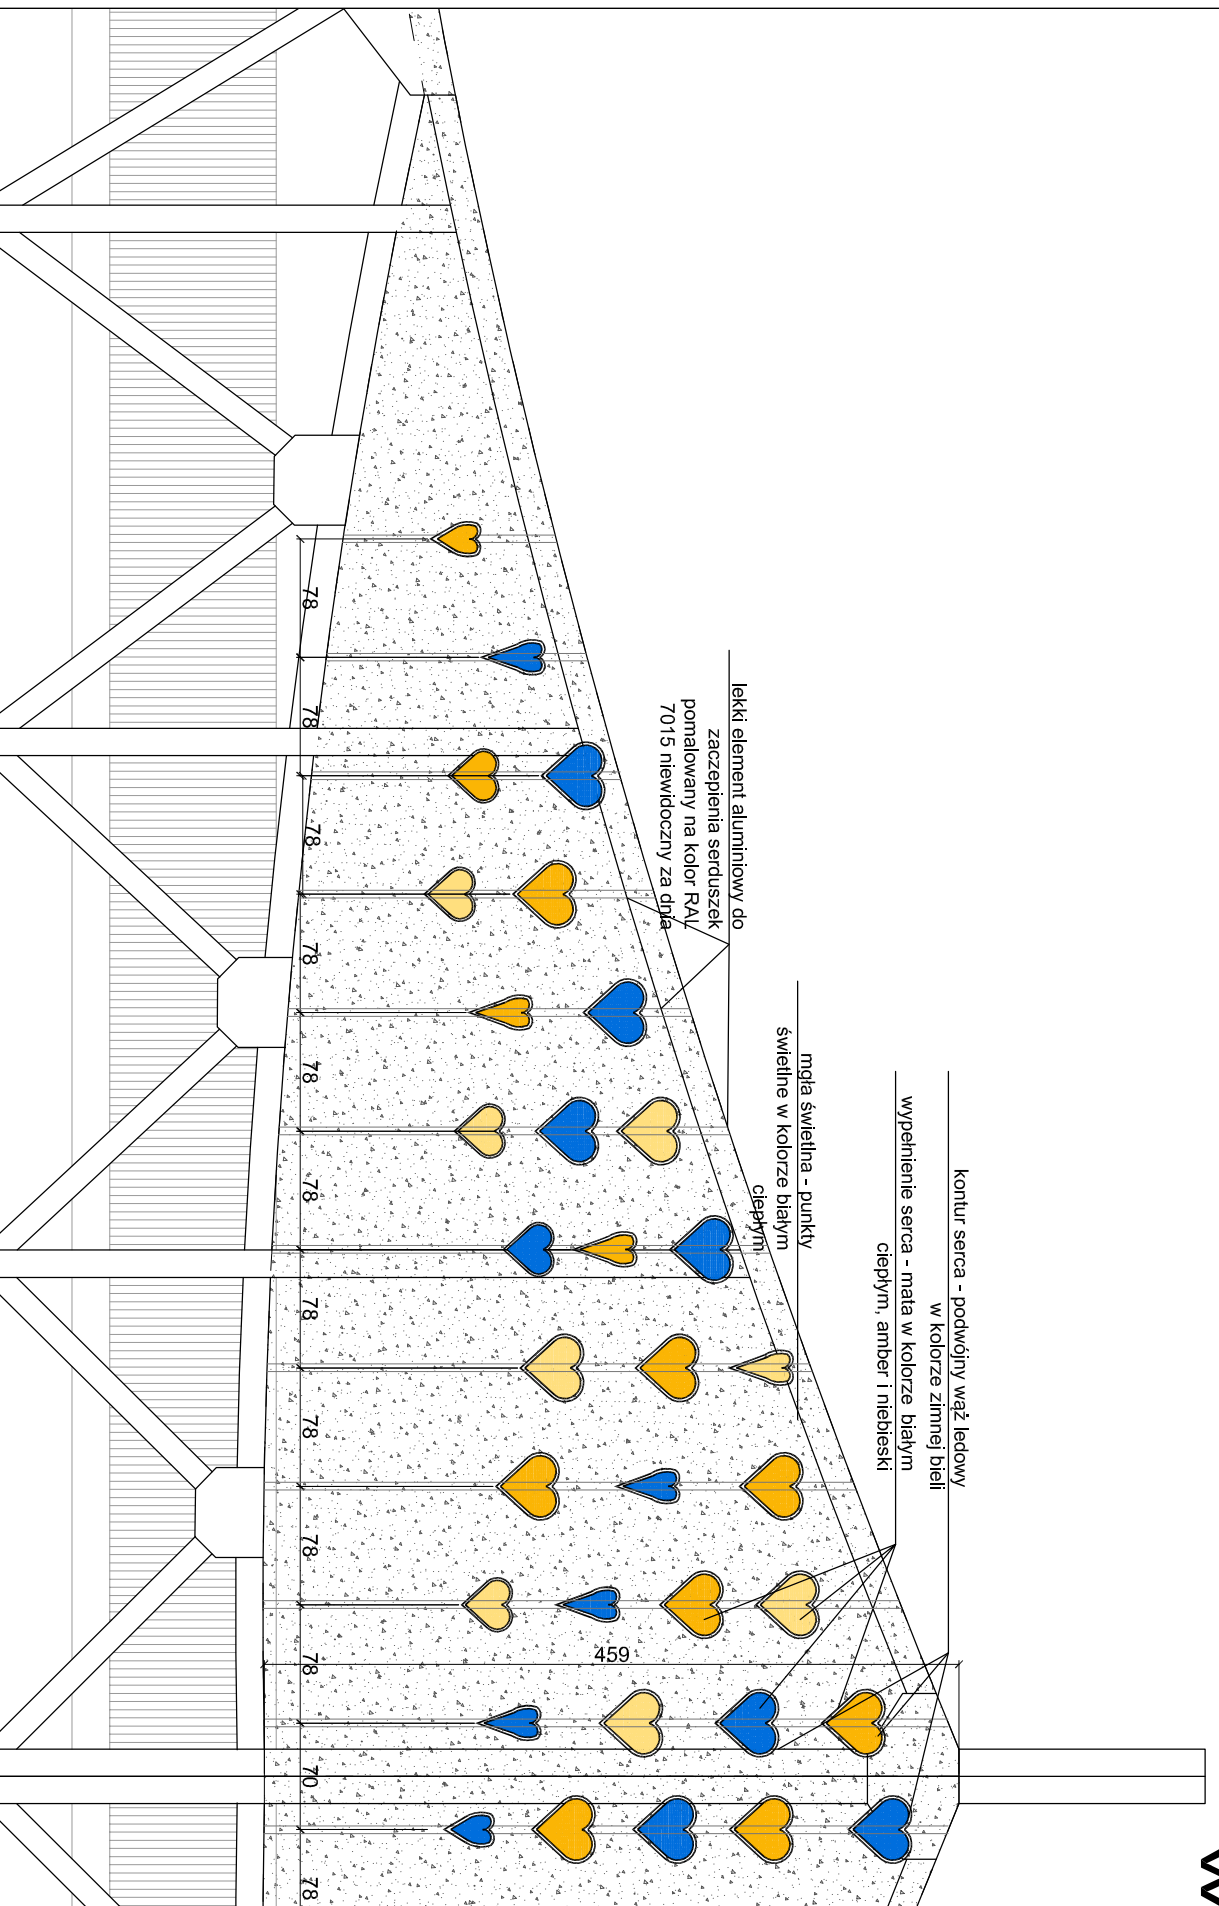 lekki element aluminiowy do
zaczepienia serduszek
pomalowany na kolor RAL
7015 niewidoczny za dnia
mgła świetlna - punkty
świetlne w kolorze białym
ciepłym
kontur serca - podwójny wąż ledowy
w kolorze zimnej bieli
wypełnienie serca - mata w kolorze białym
ciepłym, amber i niebieski
78
78
78
78
78
78
78
78
78
78
70
78
459